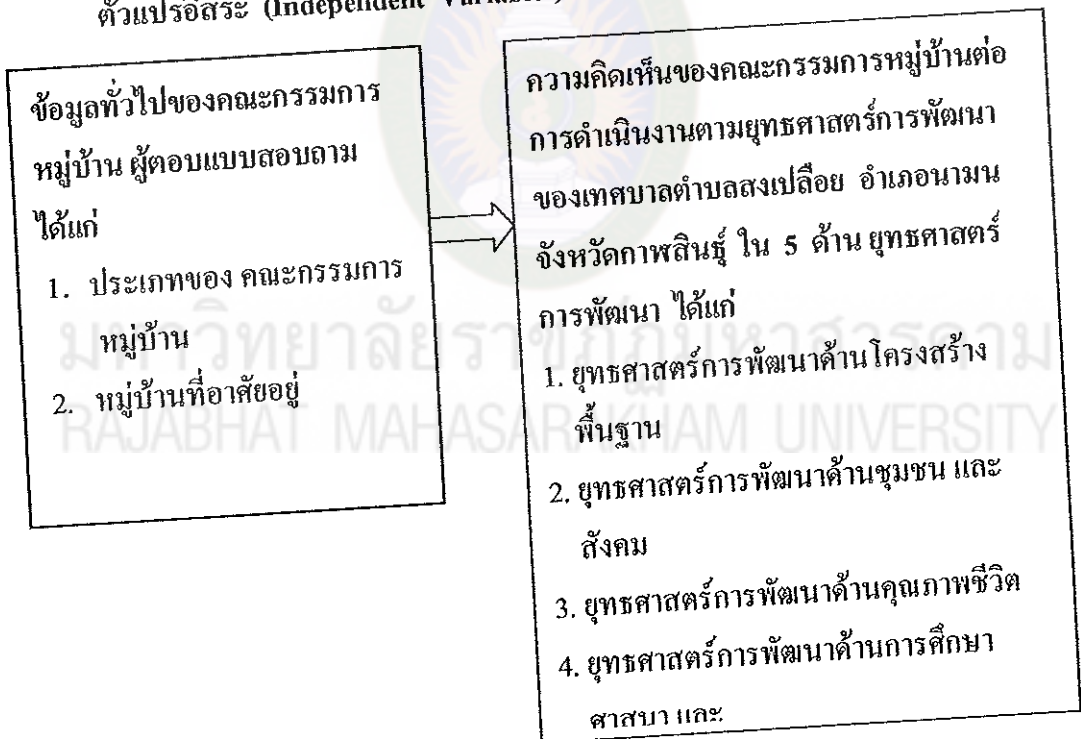 ตัวแปรอิสระ (Independent Variable)
ข้อมูลทั่วไปของคณะกรรมการ
หมู่บ้าน ผู้ตอบแบบสอบถาม
ได้แก่
1. ประเภทของ คณะกรรมการ
หมู่บ้าน
2. หมู่บ้านที่อาศัยอยู่
ความคิดเห็นของคณะกรรมการหมู่บ้านต่อ
การดำเนินงานตามยุทธศาสตร์การพัฒนา
ของเทศบาลตำบลสงเปลือย อำเภอนามน
จังหวัดกาฬสินธุ์ ใน 5 ด้าน ยุทธศาสตร์
การพัฒนา ได้แก่
1. ยุทธศาสตร์การพัฒนาด้านโครงสร้าง
พื้นฐาน
2. ยุทธศาสตร์การพัฒนาด้านชุมชน และ
สังคม
3. ยุทธศาสตร์การพัฒนาด้านคุณภาพชีวิต
4. ยุทธศาสตร์การพัฒนาด้านการศึกษา
ศาสนา และ
มหาวิทยาลัยราชภัฏมหาสารคาม
RAJABHAT MAHASARAKHAM UNIVERSITY